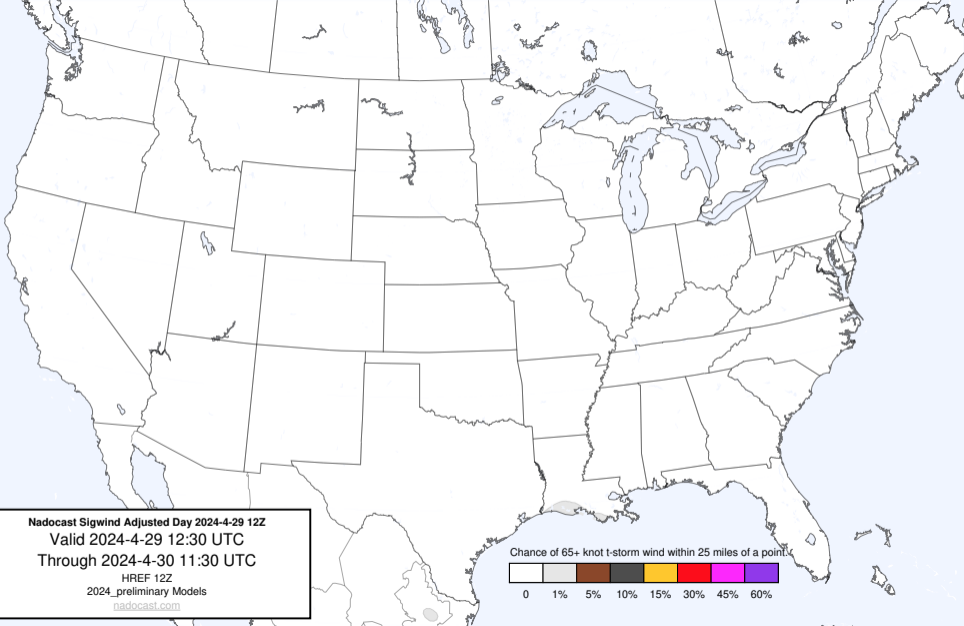 Nadocast Sigwind Adjusted Day 2024-4-29 12Z
Valid 2024-4-29 12:30 UTC
Through 2024-4-30 11:30 UTC
HREF 12Z
2024_preliminary Models
nadocast.com
Chance of 65+ knot t-storm wind within 25 miles of a point.
0 1% 5% 10% 15% 30% 45% 60%